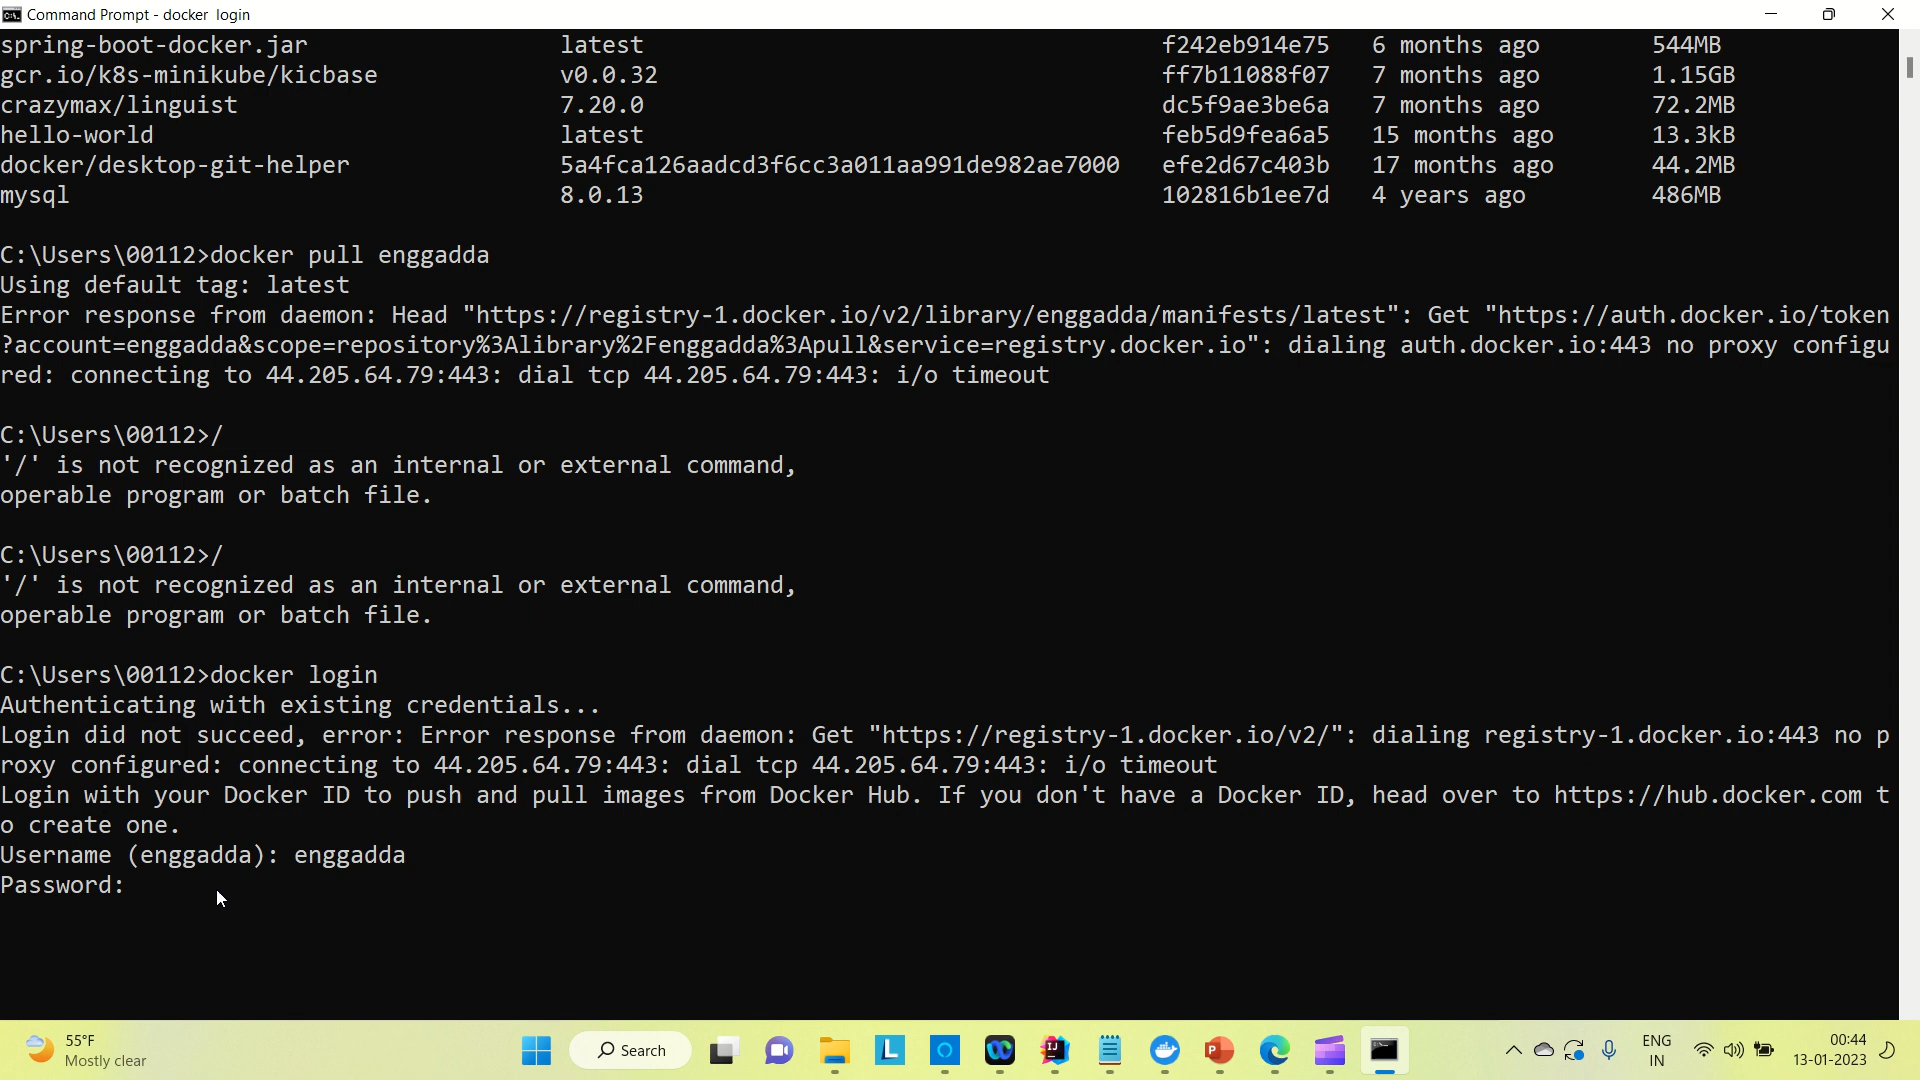 Command Prompt - docker login
spring-boot-docker.jar latest f242eb914e75 6 months ago 544MB
gcr.io/k8s-minikube/kicbase v0.0.32 ff7b11088f07 7 months ago 1.15GB
crazymax/linguist 7.20.0 dc5f9ae3be6a 7 months ago 72.2MB
hello-world latest feb5d9fea6a5 15 months ago 13.3kB
docker/desktop-git-helper 5a4fca126aadcd3f6cc3a011aa991de982ae7000 efe2d67c403b 17 months ago 44.2MB
mysql 8.0.13 102816b1ee7d 4 years ago 486MB
C:\Users\00112>docker pull enggadda
Using default tag: latest
Error response from daemon: Head "https://registry-1.docker.io/v2/library/enggadda/manifests/latest": Get "https://auth.docker.io/token
?account=enggadda&scope=repository%3Alibrary%2Fenggadda%3Apull&service=registry.docker.io": dialing auth.docker.io:443 no proxy configu
red: connecting to 44.205.64.79:443: dial tcp 44.205.64.79:443: i/o timeout
C:\Users\00112>/
'/' is not recognized as an internal or external command,
operable program or batch file.
C:\Users\00112>/
'/' is not recognized as an internal or external command,
operable program or batch file.
C:\Users\00112>docker login
Authenticating with existing credentials...
Login did not succeed, error: Error response from daemon: Get "https://registry-1.docker.io/v2/": dialing registry-1.docker.io:443 no p
roxy configured: connecting to 44.205.64.79:443: dial tcp 44.205.64.79:443: i/o timeout
Login with your Docker ID to push and pull images from Docker Hub. If you don't have a Docker ID, head over to https://hub.docker.com t
o create one.
Username (enggadda): enggadda
Password:
55°F
Mostly clear
Search
ENG
IN
00:44
13-01-2023